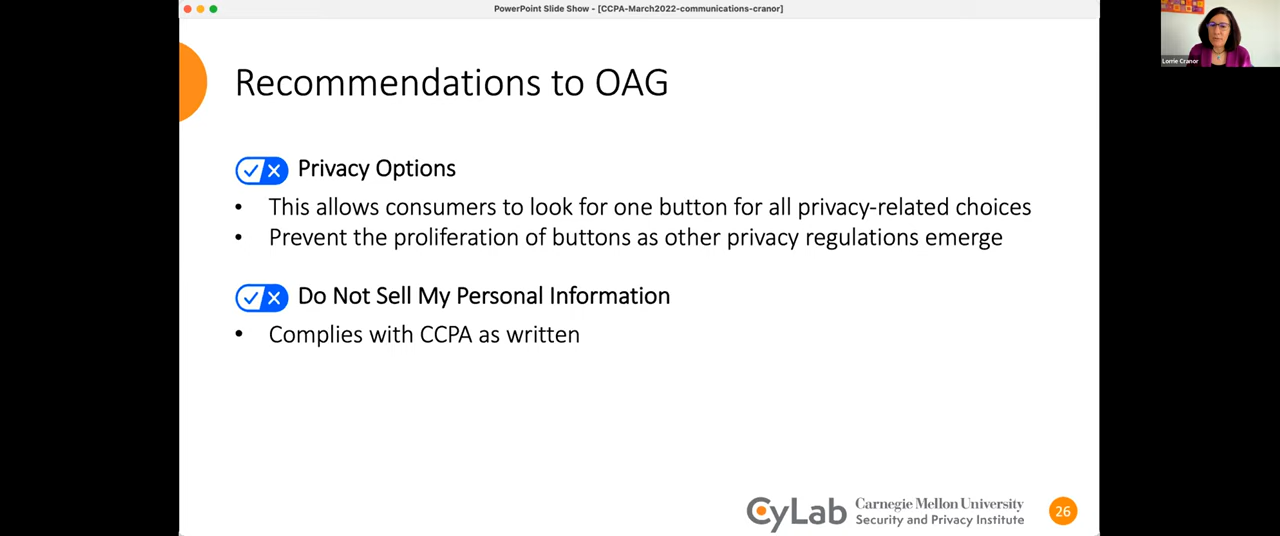 PowerPoint Slide Show - [CCPA-March2022-communications-cranor]
Lorrie Cranor
Recommendations to OAG
Privacy Options
• This allows consumers to look for one button for all privacy-related choices
• Prevent the proliferation of buttons as other privacy regulations emerge
Do Not Sell My Personal Information
• Complies with CCPA as written
CyLab
Carnegie Mellon University
Security and Privacy Institute
26